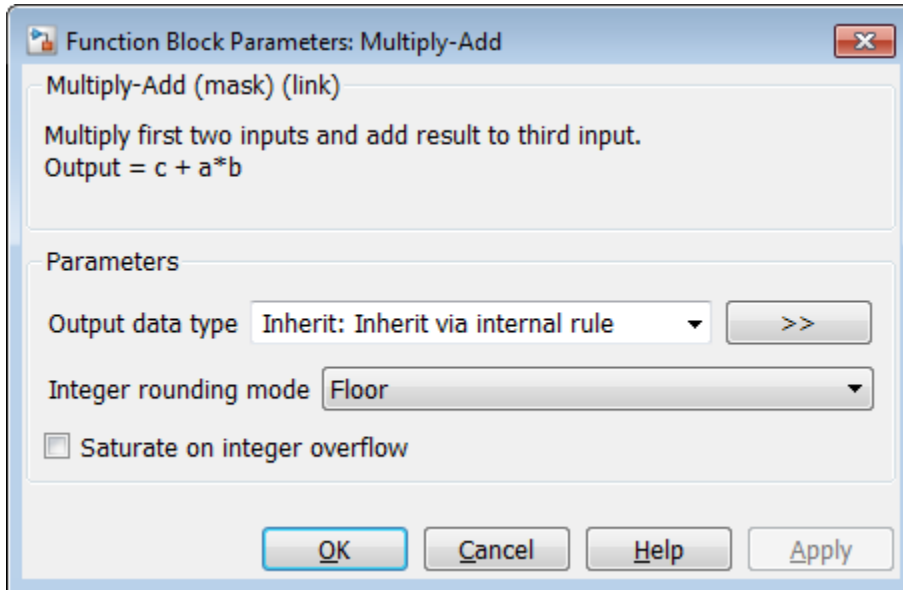 Function Block Parameters: Multiply-Add
Multiply-Add (mask) (link)
Multiply first two inputs and add result to third input.
Output = c + a*b
Parameters
Output data type Inherit: Inherit via internal rule >>
Integer rounding mode Floor
Saturate on integer overflow
OK Cancel Help Apply